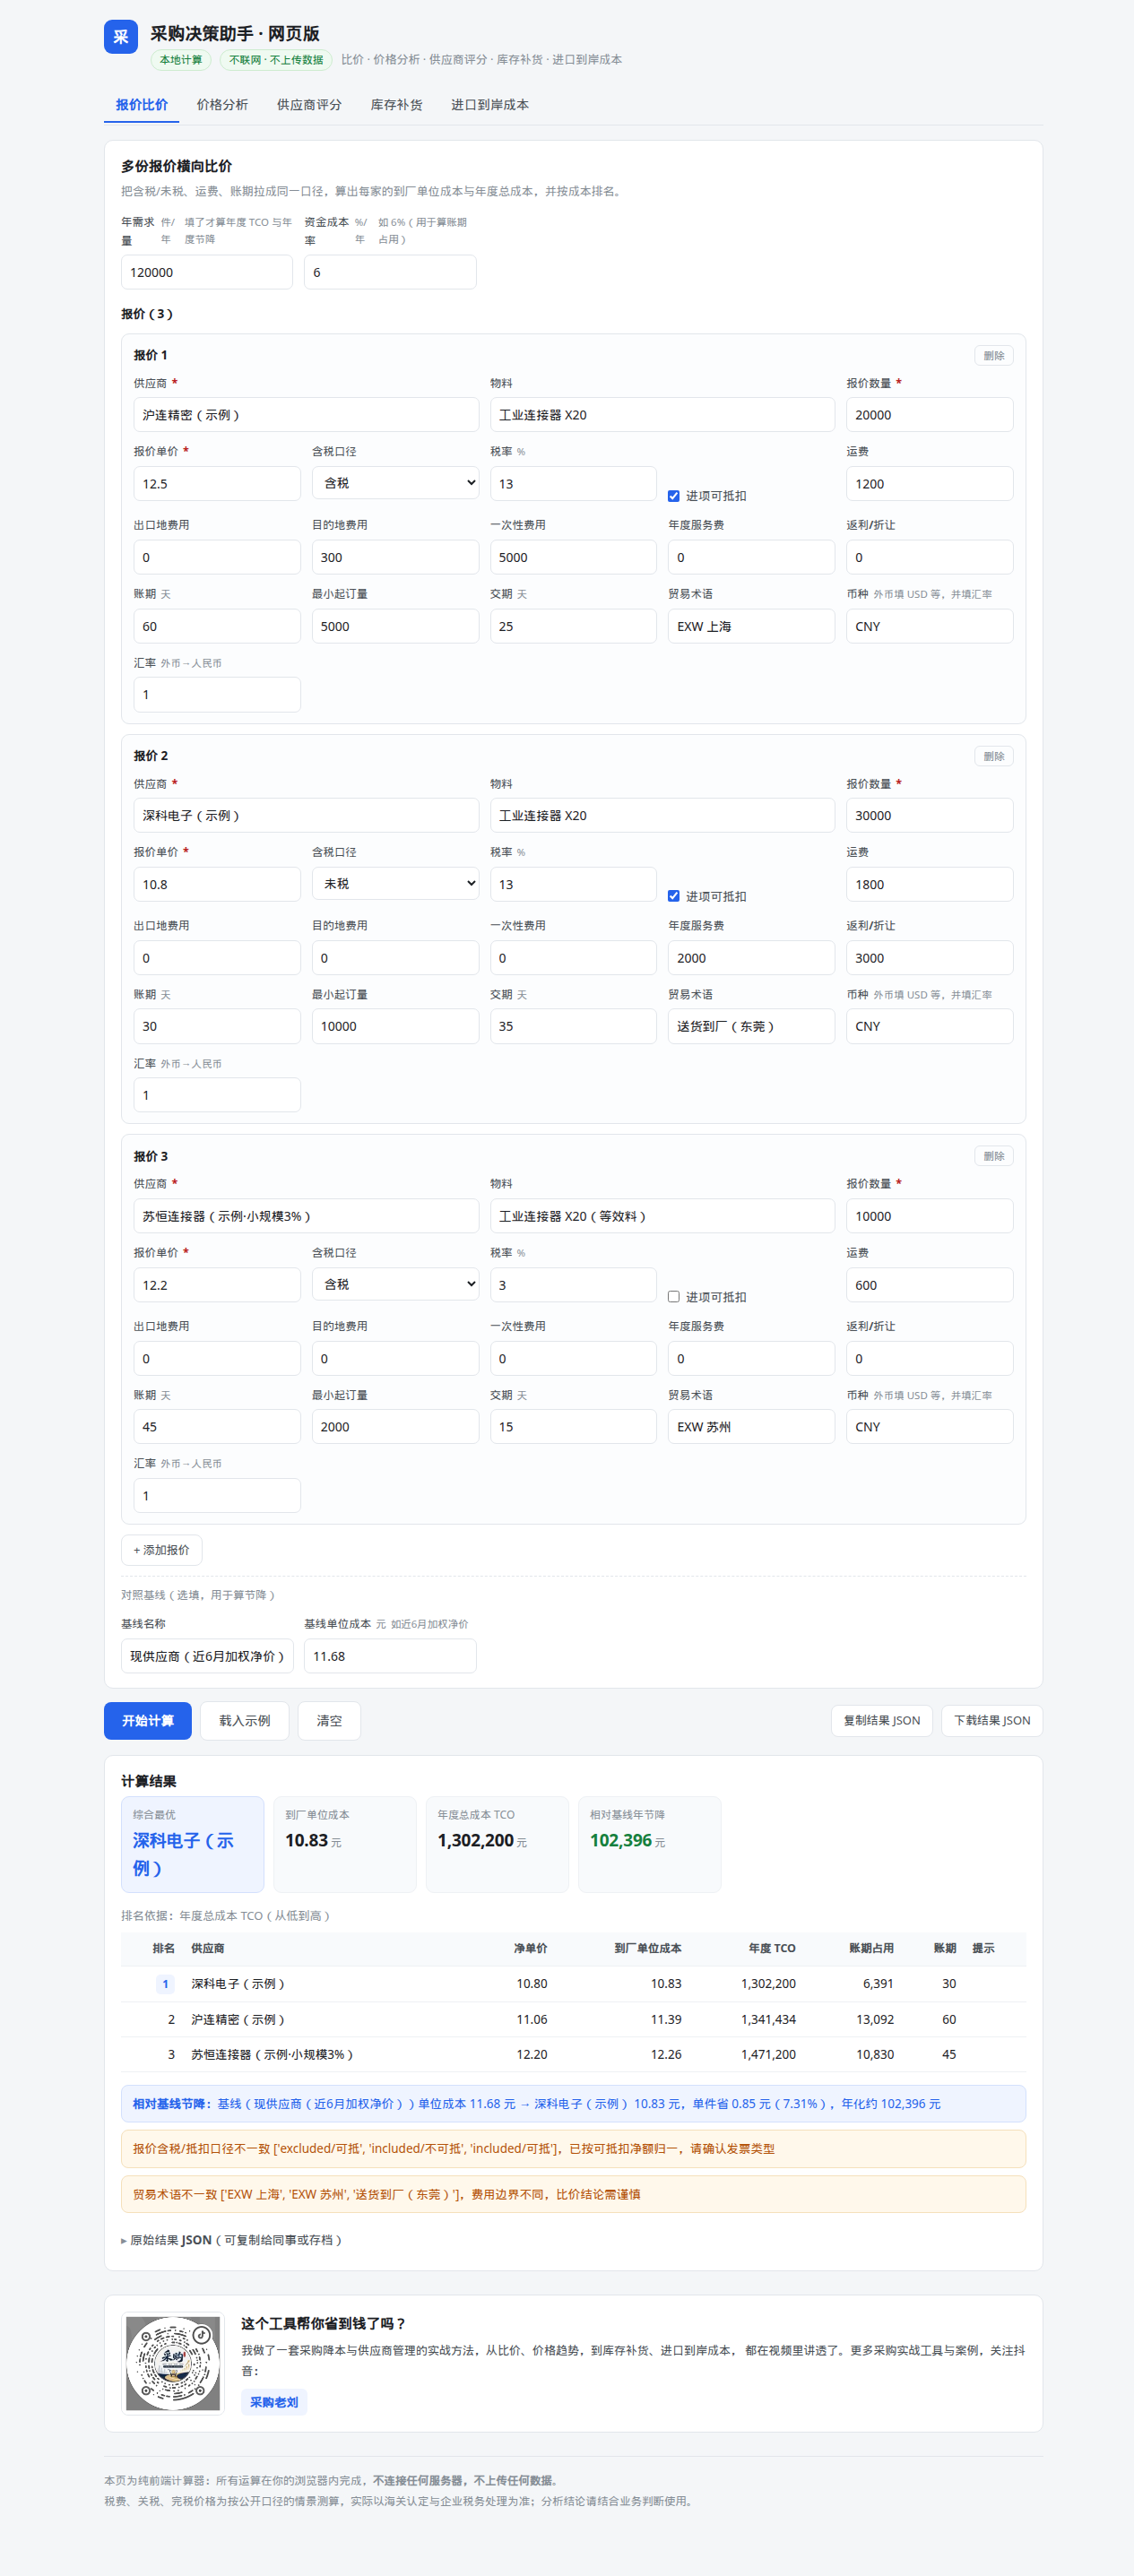 采
采购决策助手 · 网页版
本地计算 不联网 · 不上传数据 比价 · 价格分析 · 供应商评分 · 库存补货 · 进口到岸成本
报价比价 价格分析 供应商评分 库存补货 进口到岸成本
多份报价横向比价
把含税/未税、运费、账期拉成同一口径，算出每家的到厂单位成本与年度总成本，并按成本排名。
年需求量 件/年 填了才算年度 TCO 与年度节降 资金成本率 %/年 如 6%（用于算账期占用）
120000 6
报价（3）
报价 1 删除
供应商 * 物料 报价数量 *
沪连精密（示例） 工业连接器 X20 20000
报价单价 * 含税口径 税率 % 运费
12.5 含税 13 进项可抵扣 1200
出口地费用 目的地费用 一次性费用 年度服务费 返利/折让
0 300 5000 0 0
账期 天 最小起订量 交期 天 贸易术语 币种 外币填 USD 等，并填汇率
60 5000 25 EXW 上海 CNY
汇率 外币→人民币
1
报价 2 删除
供应商 * 物料 报价数量 *
深科电子（示例） 工业连接器 X20 30000
报价单价 * 含税口径 税率 % 运费
10.8 未税 13 进项可抵扣 1800
出口地费用 目的地费用 一次性费用 年度服务费 返利/折让
0 0 0 2000 3000
账期 天 最小起订量 交期 天 贸易术语 币种 外币填 USD 等，并填汇率
30 10000 35 送货到厂（东莞） CNY
汇率 外币→人民币
1
报价 3 删除
供应商 * 物料 报价数量 *
苏恒连接器（示例·小规模3%） 工业连接器 X20（等效料） 10000
报价单价 * 含税口径 税率 % 运费
12.2 含税 3 进项可抵扣 600
出口地费用 目的地费用 一次性费用 年度服务费 返利/折让
0 0 0 0 0
账期 天 最小起订量 交期 天 贸易术语 币种 外币填 USD 等，并填汇率
45 2000 15 EXW 苏州 CNY
汇率 外币→人民币
1
+ 添加报价
对照基线（选填，用于算节降）
基线名称 基线单位成本 元 如近6月加权净价
现供应商（近6月加权净价） 11.68
开始计算 载入示例 清空 复制结果 JSON 下载结果 JSON
计算结果
综合最优 到厂单位成本 年度总成本 TCO 相对基线年节降
深科电子（示例） 10.83 元 1,302,200 元 102,396 元
排名依据：年度总成本 TCO（从低到高）
排名 供应商 净单价 到厂单位成本 年度 TCO 账期占用 账期 提示
1 深科电子（示例） 10.80 10.83 1,302,200 6,391 30
2 沪连精密（示例） 11.06 11.39 1,341,434 13,092 60
3 苏恒连接器（示例·小规模3%） 12.20 12.26 1,471,200 10,830 45
相对基线节降：基线（现供应商（近6月加权净价））单位成本 11.68 元 → 深科电子（示例） 10.83 元，单件省 0.85 元（7.31%），年化约 102,396 元
报价含税/抵扣口径不一致 ['excluded/可抵', 'included/不可抵', 'included/可抵']，已按可抵扣净额归一，请确认发票类型
贸易术语不一致 ['EXW 上海', 'EXW 苏州', '送货到厂（东莞）']，费用边界不同，比价结论需谨慎
▸ 原始结果 JSON（可复制给同事或存档）
采购
这个工具帮你省到钱了吗？
我做了一套采购降本与供应商管理的实战方法，从比价、价格趋势，到库存补货、进口到岸成本， 都在视频里讲透了。更多采购实战工具与案例，关注抖
音：
采购老刘
本页为纯前端计算器：所有运算在你的浏览器内完成，不连接任何服务器，不上传任何数据。
税费、关税、完税价格为按公开口径的情景测算，实际以海关认定与企业税务处理为准；分析结论请结合业务判断使用。